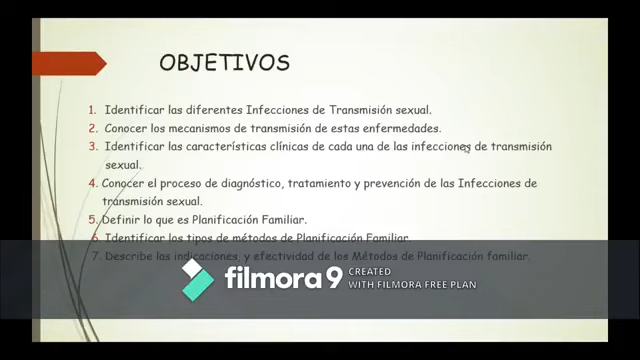 OBJETIVOS
1. Identificar las diferentes Infecciones de Transmisión sexual.
2. Conocer los mecanismos de transmisión de estas enfermedades.
3. Identificar las características clínicas de cada una de las infecciones de transmisión
sexual.
4. Conocer el proceso de diagnóstico, tratamiento y prevención de las Infecciones de
transmisión sexual.
5. Definir lo que es Planificación Familiar.
6. Identificar los tipos de métodos de Planificación Familiar.
7. Describe las indicaciones, y efectividad de los Métodos de Planificación familiar.
filmora9 CREATED
WITH FILMORA FREE PLAN